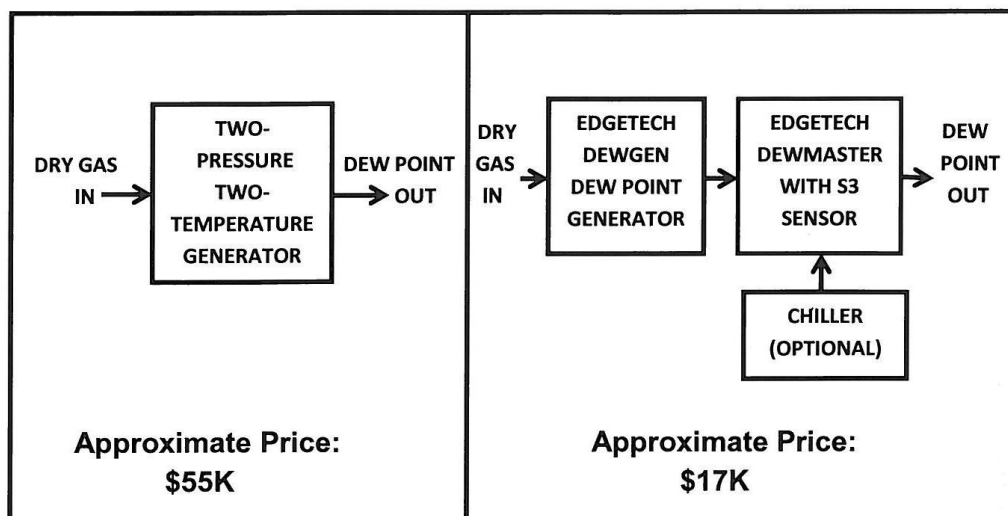 DRY GAS
IN
TWO-
PRESSURE
TWO-
TEMPERATURE
GENERATOR
DEW POINT
OUT
Approximate Price:
$55K
DRY
GAS
IN
EDGETECH
DEWGEN
DEW POINT
GENERATOR
EDGETECH
DEWMASTER
WITH S3
SENSOR
DEW
POINT
OUT
CHILLER
(OPTIONAL)
Approximate Price:
$17K